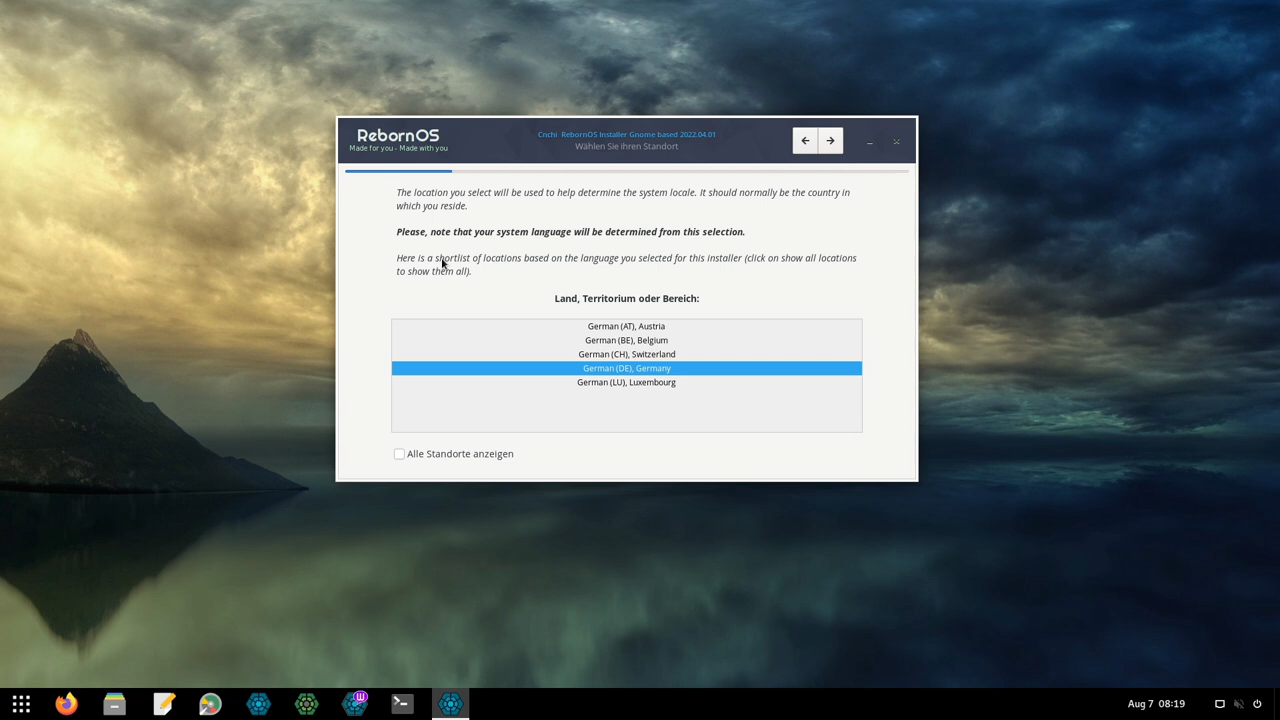 RebornOS
Made for you - Made with you
Cnchi RebornOS Installer Gnome based 2022.04.01
Wählen Sie Ihren Standort
The location you select will be used to help determine the system locale. It should normally be the country in
which you reside.
Please, note that your system language will be determined from this selection.
Here is a shortlist of locations based on the language you selected for this installer (click on show all locations
to show them all).
Land, Territorium oder Bereich:
German (AT), Austria
German (BE), Belgium
German (CH), Switzerland
German (DE), Germany
German (LU), Luxembourg
Alle Standorte anzeigen
W
Aug 7 08:19